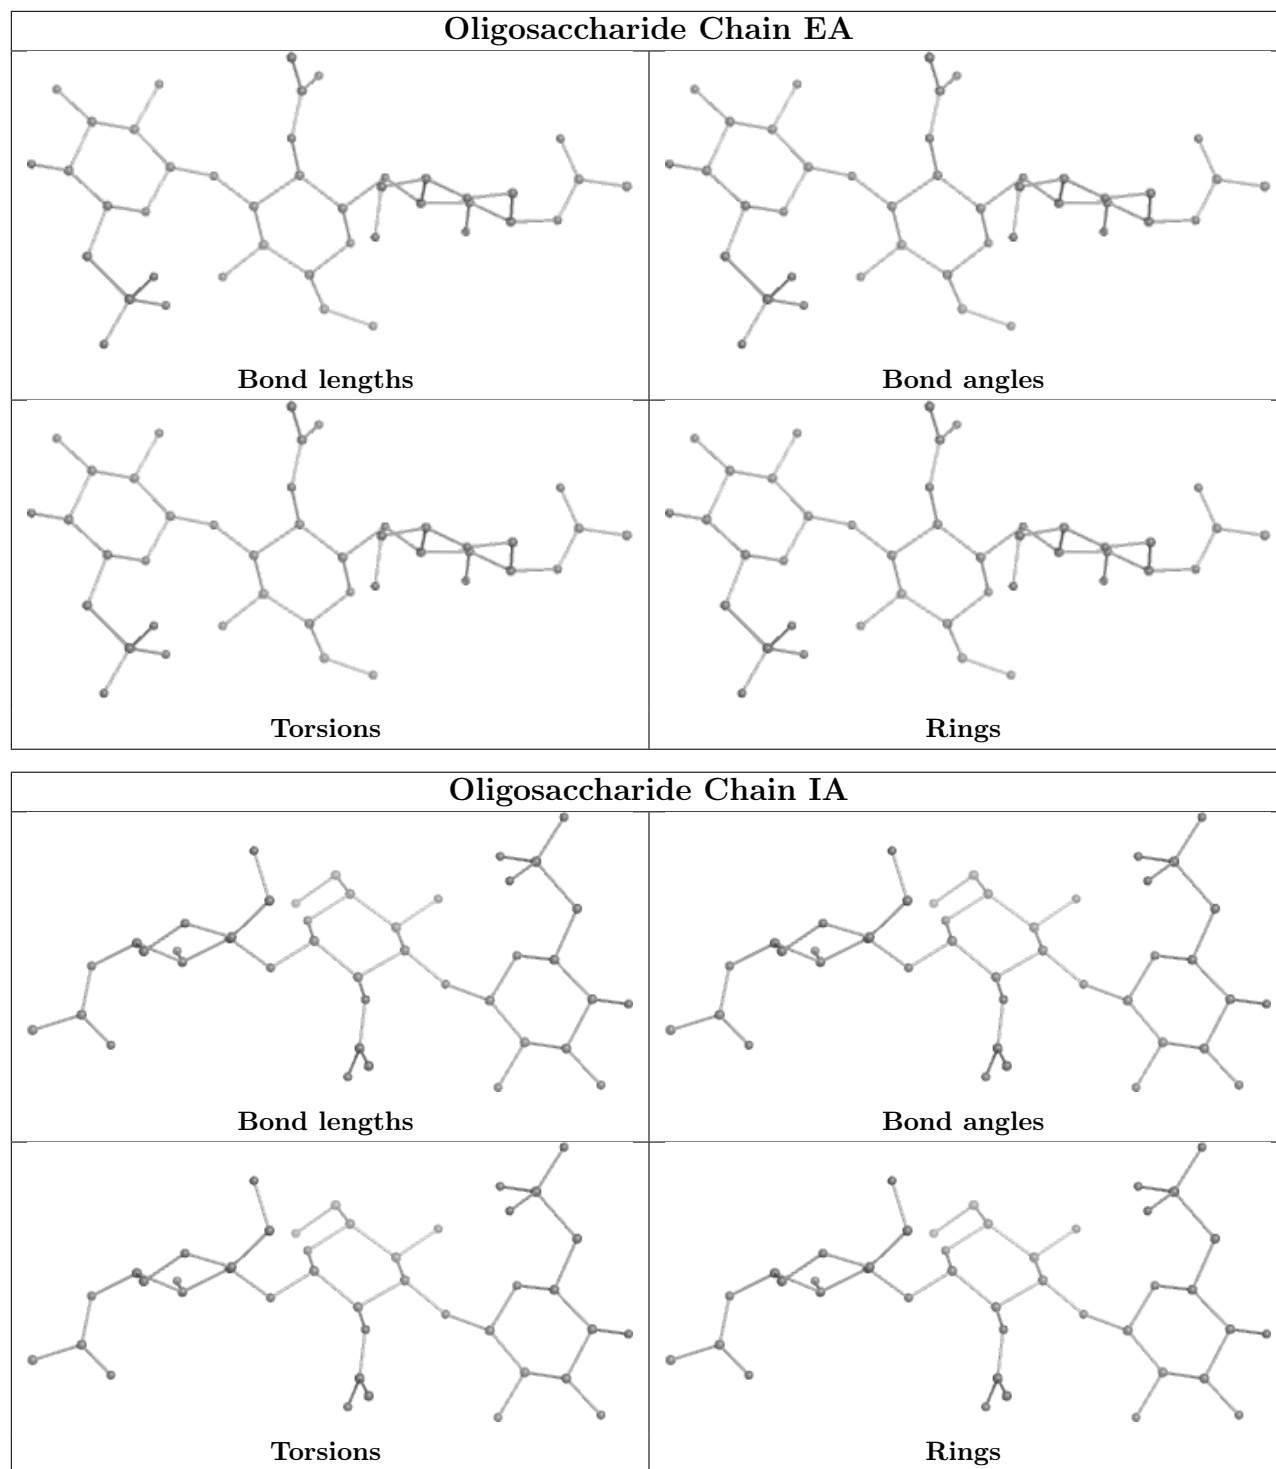 Oligosaccharide Chain EA
Bond lengths
Bond angles
Torsions
Rings
Oligosaccharide Chain IA
Bond lengths
Bond angles
Torsions
Rings